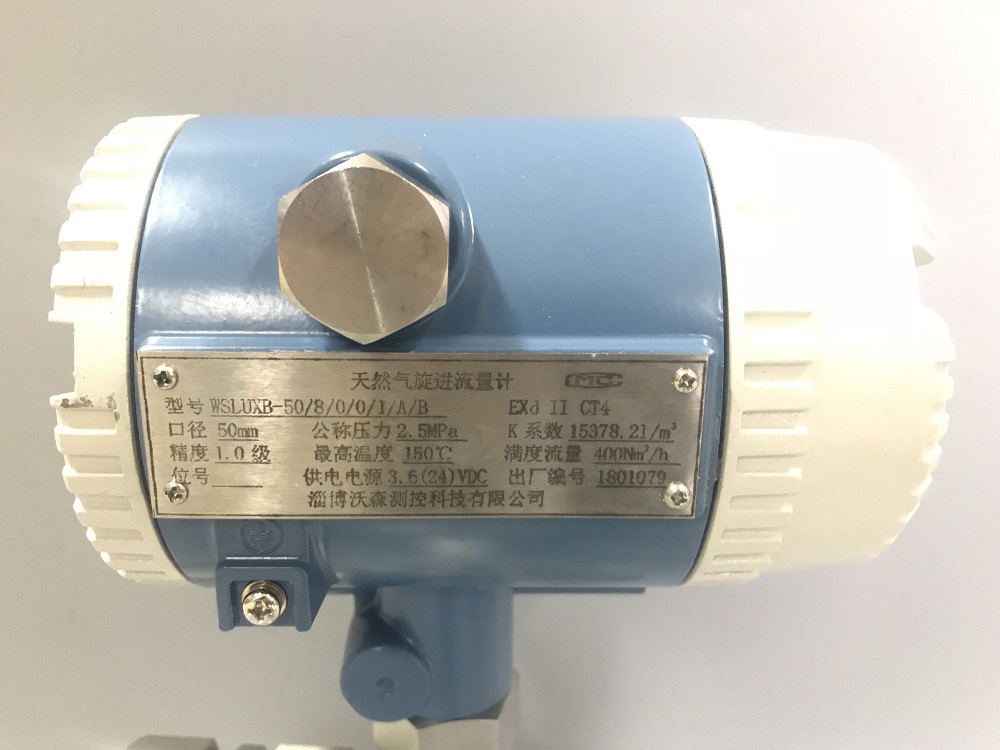 天然气旋进流量计 CMC
型号 WSLUXB-50/8/0/0/1/A/B EXd II CT4
口径 50mm 公称压力 2.5MPa K系数 15378.21/m³
精度 1.0级 最高温度 150℃ 满度流量 400Nm³/h
位号 供电电源 3.6(24)VDC 出厂编号 1801079
淄博沃森测控科技有限公司